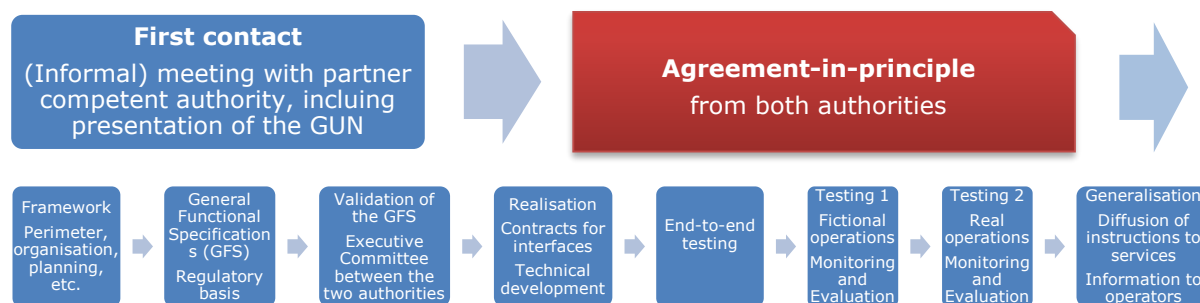 First contact
(Informal) meeting with partner
competent authority, incluing
presentation of the GUN
Agreement-in-principle
from both authorities
Framework
Perimeter,
organisation,
planning,
etc.
General
Functional
Specification
s (GFS)
Regulatory
basis
Validation
of the GFS
Executive
Committee
between the
two authorities
Realisation
Contracts for
interfaces
Technical
development
End-to-end
testing
Testing 1
Fictional
operations
Monitoring
and
Evaluation
Testing 2
Real
operations
Monitoring
and
Evaluation
Generalisation
Diffusion of
instructions to
services
Information to
operators